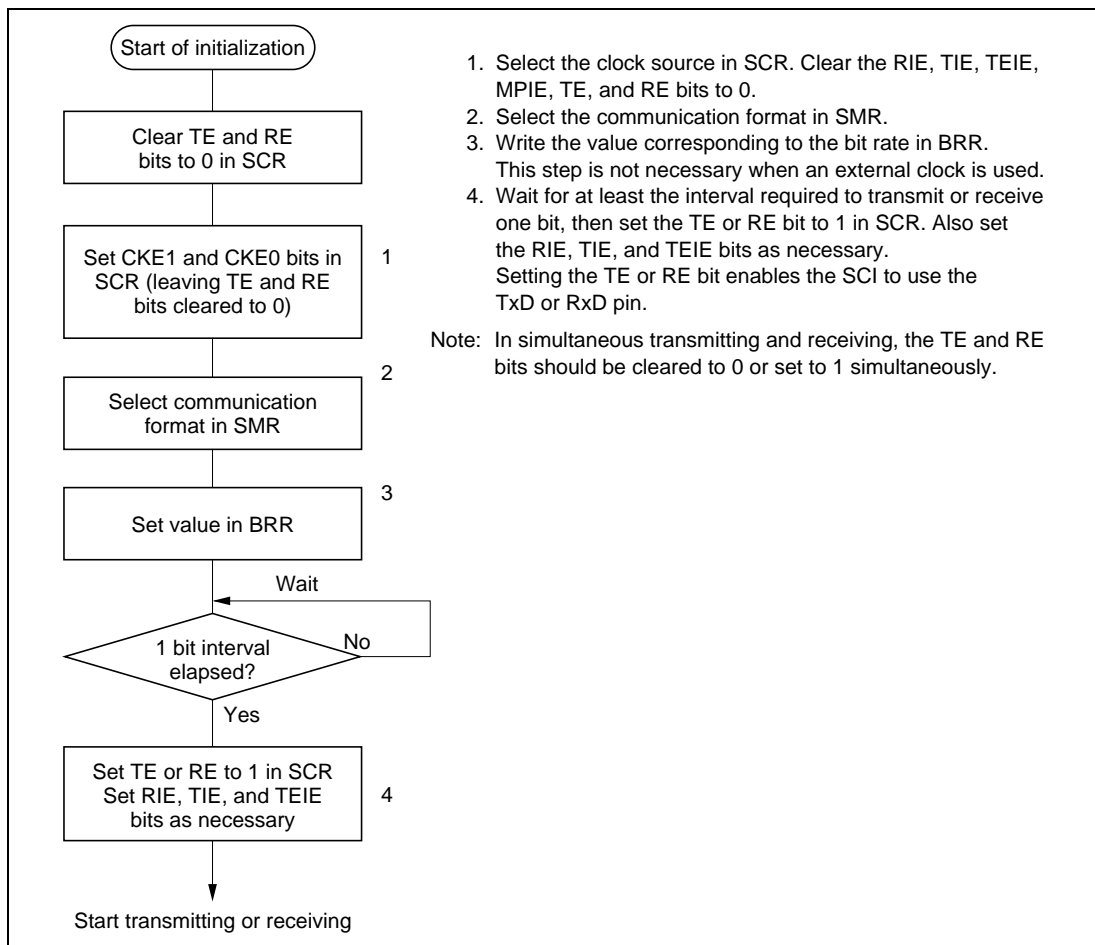 Start of initialization
Clear TE and RE
bits to 0 in SCR
Set CKE1 and CKE0 bits in
SCR (leaving TE and RE
bits cleared to 0)
1
2
Select communication
format in SMR
3
Set value in BRR
Wait
1 bit interval
elapsed?
No
Yes
Set TE or RE to 1 in SCR
Set RIE, TIE, and TEIE
bits as necessary
4
Start transmitting or receiving
1. Select the clock source in SCR. Clear the RIE, TIE, TEIE,
MPIE, TE, and RE bits to 0.
2. Select the communication format in SMR.
3. Write the value corresponding to the bit rate in BRR.
This step is not necessary when an external clock is used.
4. Wait for at least the interval required to transmit or receive
one bit, then set the TE or RE bit to 1 in SCR. Also set
the RIE, TIE, and TEIE bits as necessary.
Setting the TE or RE bit enables the SCI to use the
TxD or RxD pin.
Note: In simultaneous transmitting and receiving, the TE and RE
bits should be cleared to 0 or set to 1 simultaneously.